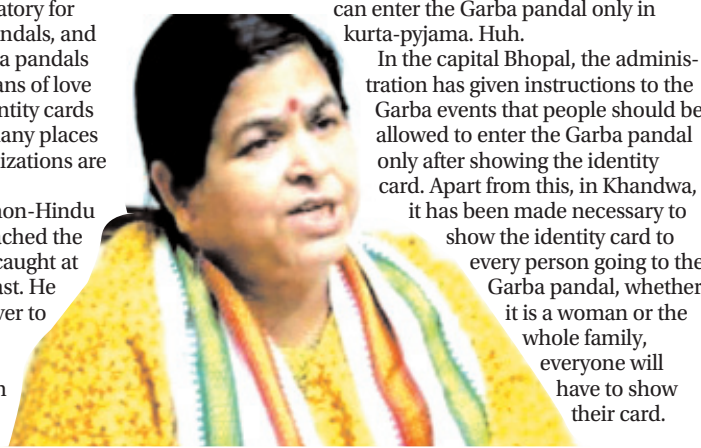 atory for
ndals, and
a pandals
ans of love
ntity cards
any places
izations are
non-Hindu
ched the
caught at
st. He
er to
can enter the Garba pandal only in
kurta-pyjama. Huh.
In the capital Bhopal, the adminis-
tration has given instructions to the
Garba events that people should be
allowed to enter the Garba pandal
only after showing the identity
card. Apart from this, in Khandwa,
it has been made necessary to
show the identity card to
every person going to the
Garba pandal, whether
it is a woman or the
whole family,
everyone will
have to show
their card.